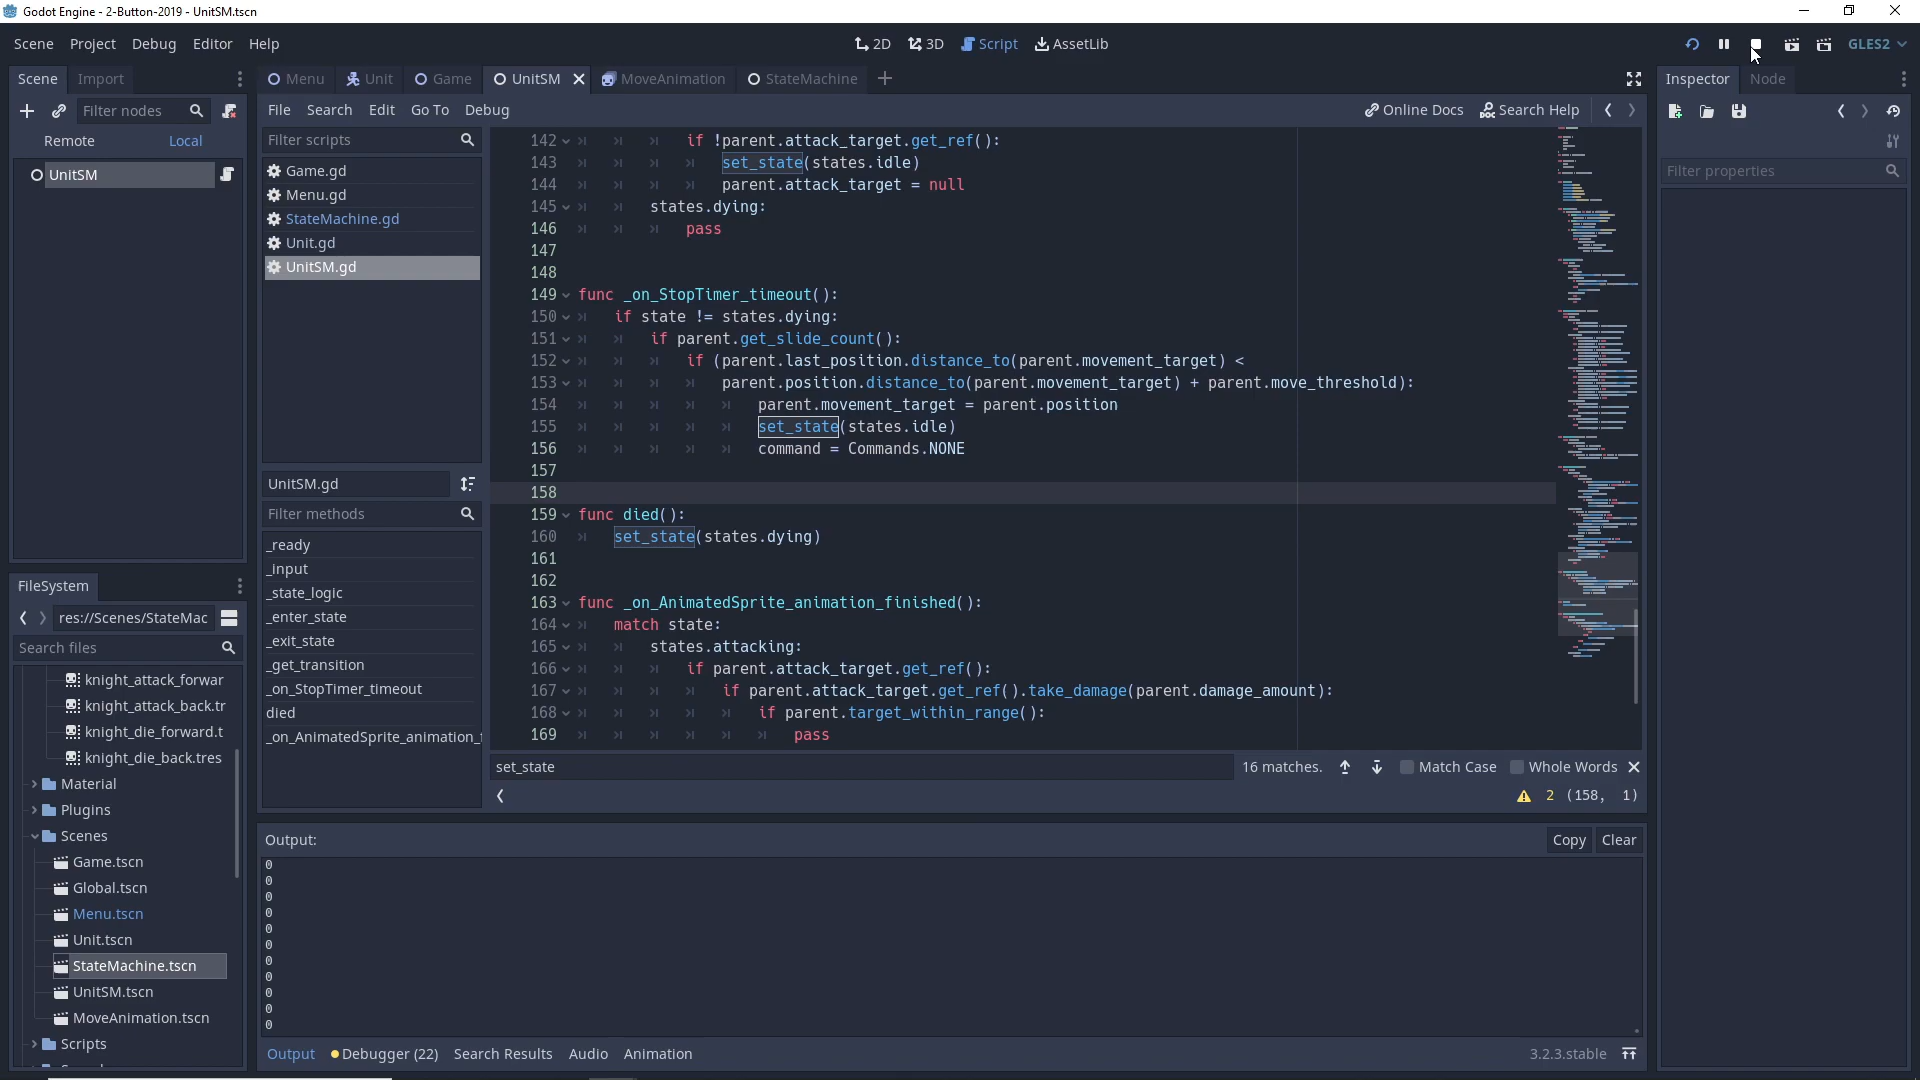 Godot Engine - 2-Button-2019 - UnitSM.tscn
Scene Project Debug Editor Help
2D 3D Script AssetLib
GLES2
Scene Import
Filter nodes
Remote Local
UnitSM
Menu Unit Game UnitSM MoveAnimation StateMachine
File Search Edit Go To Debug
Online Docs Search Help
Filter scripts
Game.gd
Menu.gd
StateMachine.gd
Unit.gd
UnitSM.gd
UnitSM.gd
Filter methods
_ready
_input
_state_logic
_enter_state
_exit_state
_get_transition
_on_StopTimer_timeout
died
_on_AnimatedSprite_animation_
142 if !parent.attack_target.get_ref():
143 set_state(states.idle)
144 parent.attack_target = null
145 states.dying:
146 pass
147
148
149 func _on_StopTimer_timeout():
150 if state != states.dying:
151 if parent.get_slide_count():
152 if (parent.last_position.distance_to(parent.movement_target) <
153 parent.position.distance_to(parent.movement_target) + parent.move_threshold):
154 parent.movement_target = parent.position
155 set_state(states.idle)
156 command = Commands.NONE
157
158
159 func died():
160 set_state(states.dying)
161
162
163 func _on_AnimatedSprite_animation_finished():
164 match state:
165 states.attacking:
166 if parent.attack_target.get_ref():
167 if parent.attack_target.get_ref().take_damage(parent.damage_amount):
168 if parent.target_within_range():
169 pass
set_state 16 matches. Match Case Whole Words
2 (158, 1)
FileSystem
res://Scenes/StateMac
Search files
knight_attack_forwar
knight_attack_back.tr
knight_die_forward.t
knight_die_back.tres
Material
Plugins
Scenes
Game.tscn
Global.tscn
Menu.tscn
Unit.tscn
StateMachine.tscn
UnitSM.tscn
MoveAnimation.tscn
Scripts
Output: Copy Clear
0
0
0
0
0
0
0
0
0
0
0
Output Debugger (22) Search Results Audio Animation 3.2.3.stable
Inspector Node
Filter properties